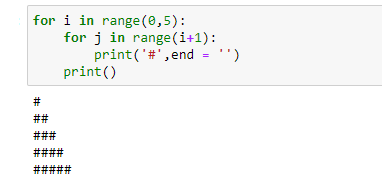 for i in range(0,5):
    for j in range(i+1):
        print('#',end = '')
    print()
#
##
###
####
#####